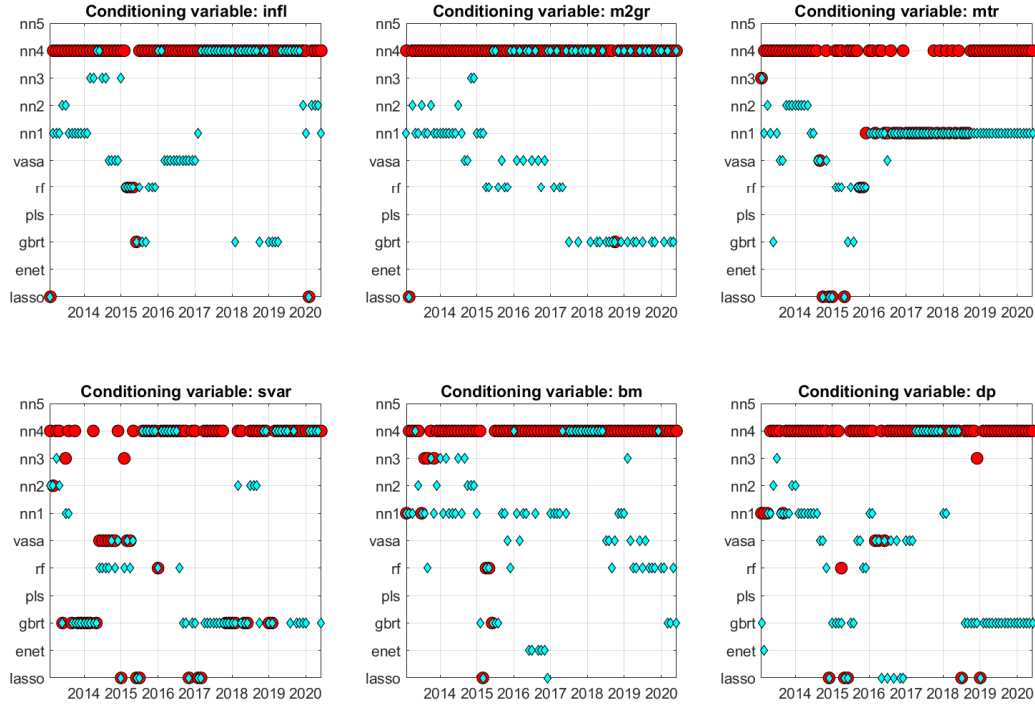 Conditioning variable: infl
nn5
nn4
nn3
nn2
nn1
vasa
rf
pls
gbrt
enet
lasso
2014 2015 2016 2017 2018 2019 2020
Conditioning variable: m2gr
nn5
nn4
nn3
nn2
nn1
vasa
rf
pls
gbrt
enet
lasso
2014 2015 2016 2017 2018 2019 2020
Conditioning variable: mtr
nn5
nn4
nn3
nn2
nn1
vasa
rf
pls
gbrt
enet
lasso
2014 2015 2016 2017 2018 2019 2020
Conditioning variable: svar
nn5
nn4
nn3
nn2
nn1
vasa
rf
pls
gbrt
enet
lasso
2014 2015 2016 2017 2018 2019 2020
Conditioning variable: bm
nn5
nn4
nn3
nn2
nn1
vasa
rf
pls
gbrt
enet
lasso
2014 2015 2016 2017 2018 2019 2020
Conditioning variable: dp
nn5
nn4
nn3
nn2
nn1
vasa
rf
pls
gbrt
enet
lasso
2014 2015 2016 2017 2018 2019 2020